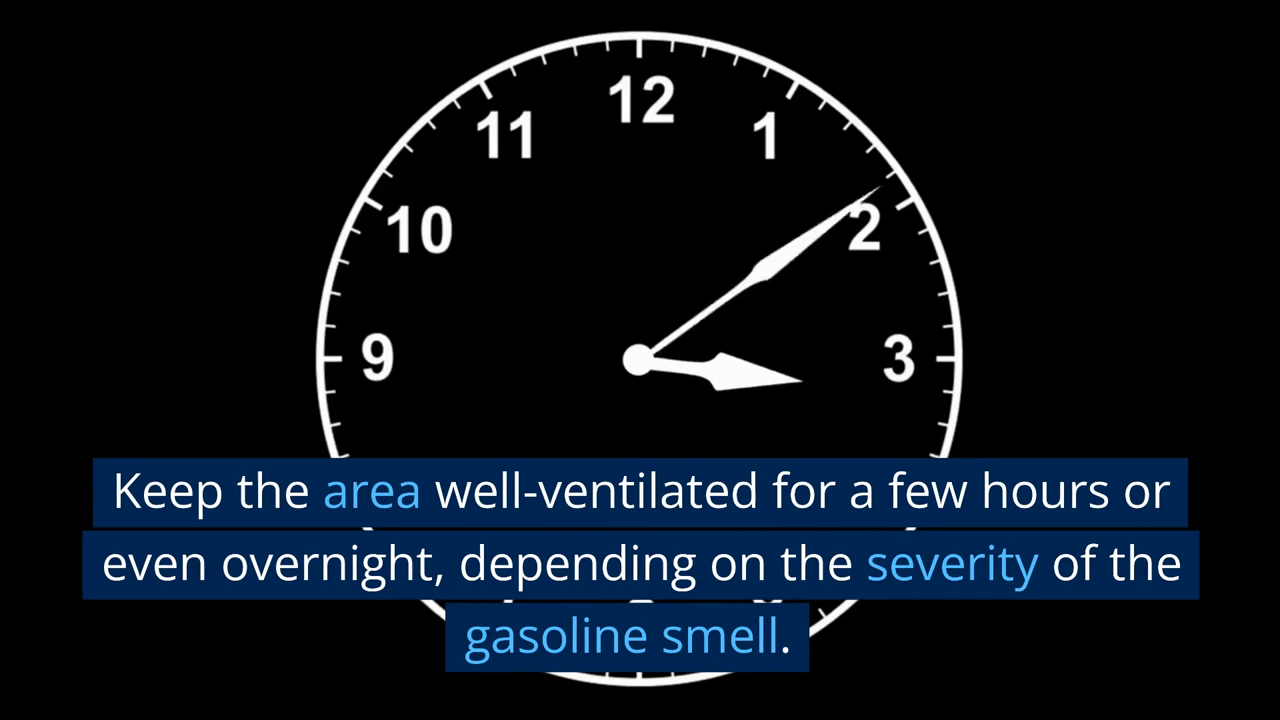 12
11
1
10
2
9
3
Keep the area well-ventilated for a few hours or
even overnight, depending on the severity of the
gasoline smell.